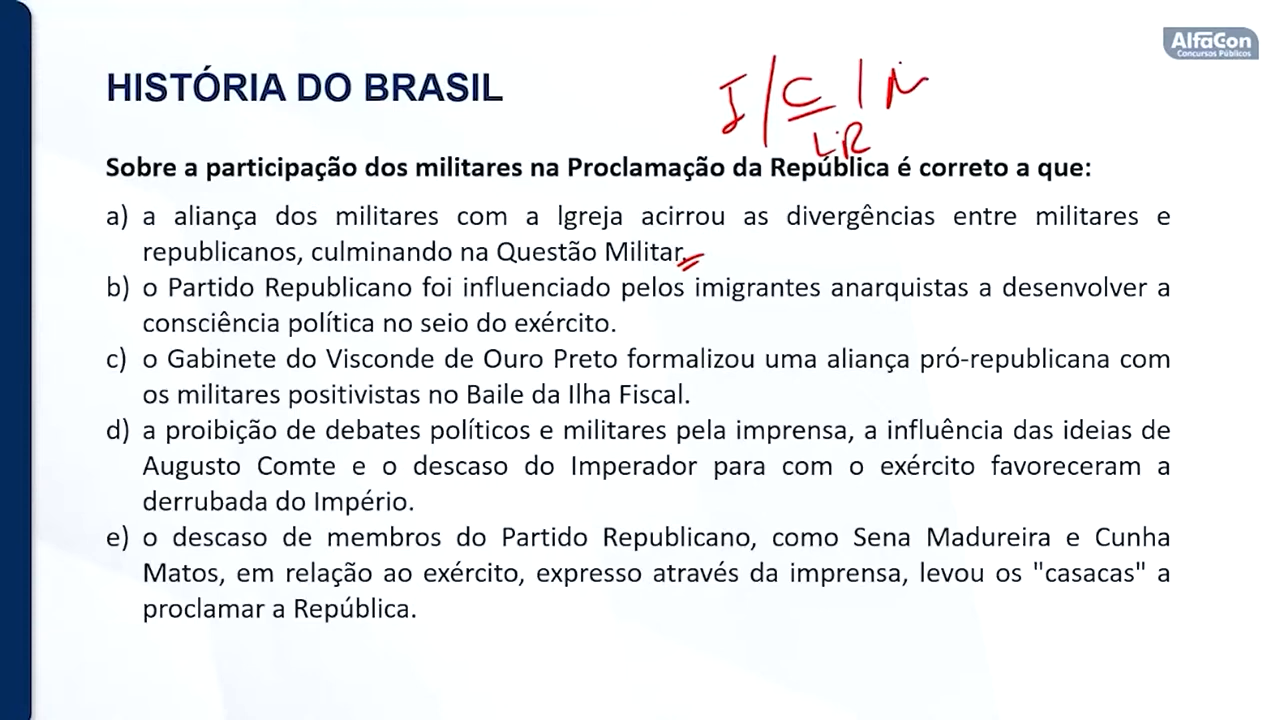 AlfaCon
Concursos Públicos
HISTÓRIA DO BRASIL
I / C | M
LiR
Sobre a participação dos militares na Proclamação da República é correto a que:
a) a aliança dos militares com a Igreja acirrou as divergências entre militares e
republicanos, culminando na Questão Militar.
b) o Partido Republicano foi influenciado pelos imigrantes anarquistas a desenvolver a
consciência política no seio do exército.
c) o Gabinete do Visconde de Ouro Preto formalizou uma aliança pró-republicana com
os militares positivistas no Baile da Ilha Fiscal.
d) a proibição de debates políticos e militares pela imprensa, a influência das ideias de
Augusto Comte e o descaso do Imperador para com o exército favoreceram a
derrubada do Império.
e) o descaso de membros do Partido Republicano, como Sena Madureira e Cunha
Matos, em relação ao exército, expresso através da imprensa, levou os "casacas" a
proclamar a República.